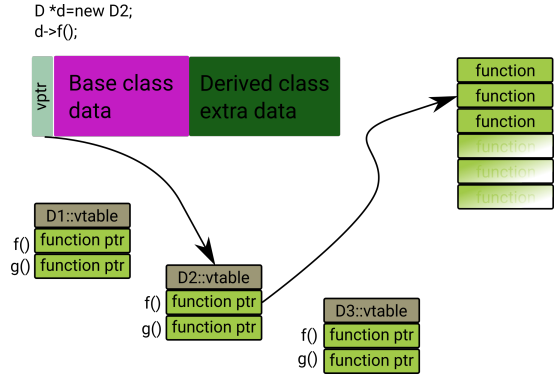 D *d=new D2;
d->f();
vptr
Base class
data
Derived class
extra data
function
function
function
function
function
function
D1::vtable
f() function ptr
g() function ptr
D2::vtable
f() function ptr
g() function ptr
D3::vtable
f() function ptr
g() function ptr